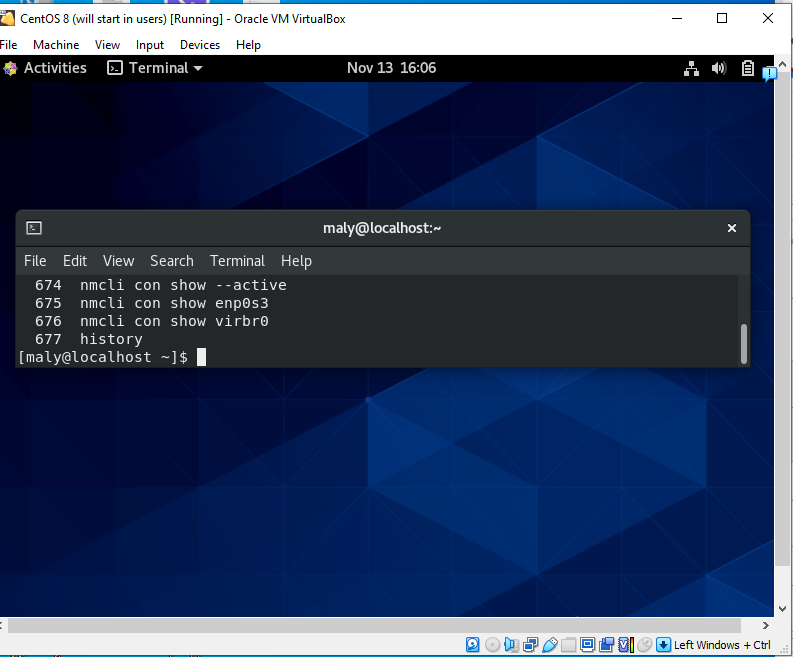 CentOS 8 (will start in users) [Running] - Oracle VM VirtualBox
File Machine View Input Devices Help
Activities Terminal Nov 13 16:06
maly@localhost:~
File Edit View Search Terminal Help
674 nmcli con show --active
675 nmcli con show enp0s3
676 nmcli con show virbr0
677 history
[maly@localhost ~]$
Left Windows + Ctrl